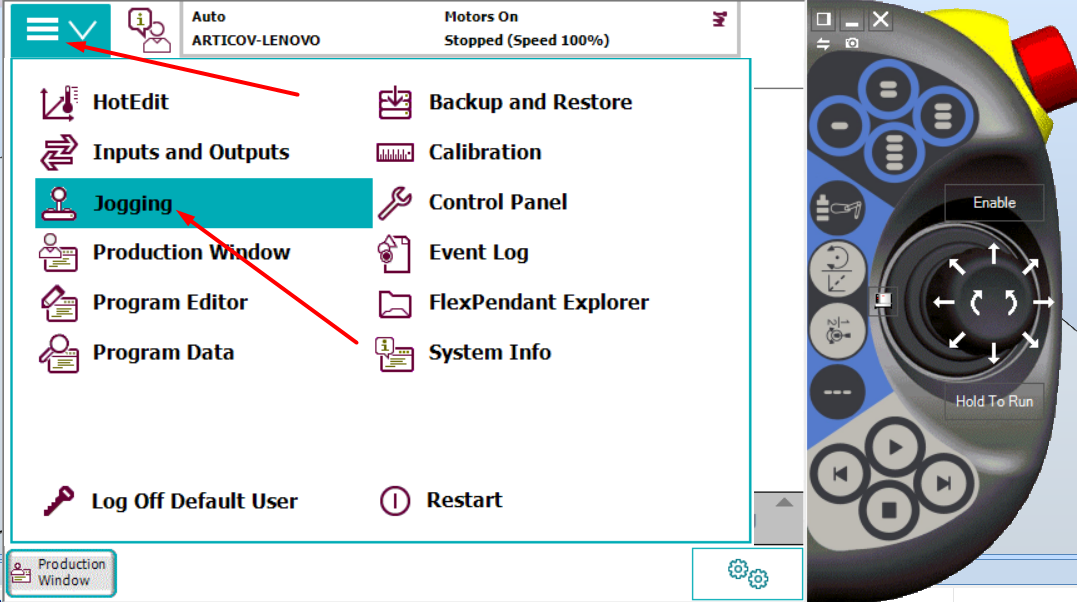 Auto
ARTICOV-LENOVO
Motors On
Stopped (Speed 100%)
HotEdit
Inputs and Outputs
Jogging
Production Window
Program Editor
Program Data
Backup and Restore
Calibration
Control Panel
Event Log
FlexPendant Explorer
System Info
Log Off Default User
Restart
Production
Window
Enable
Hold To Run